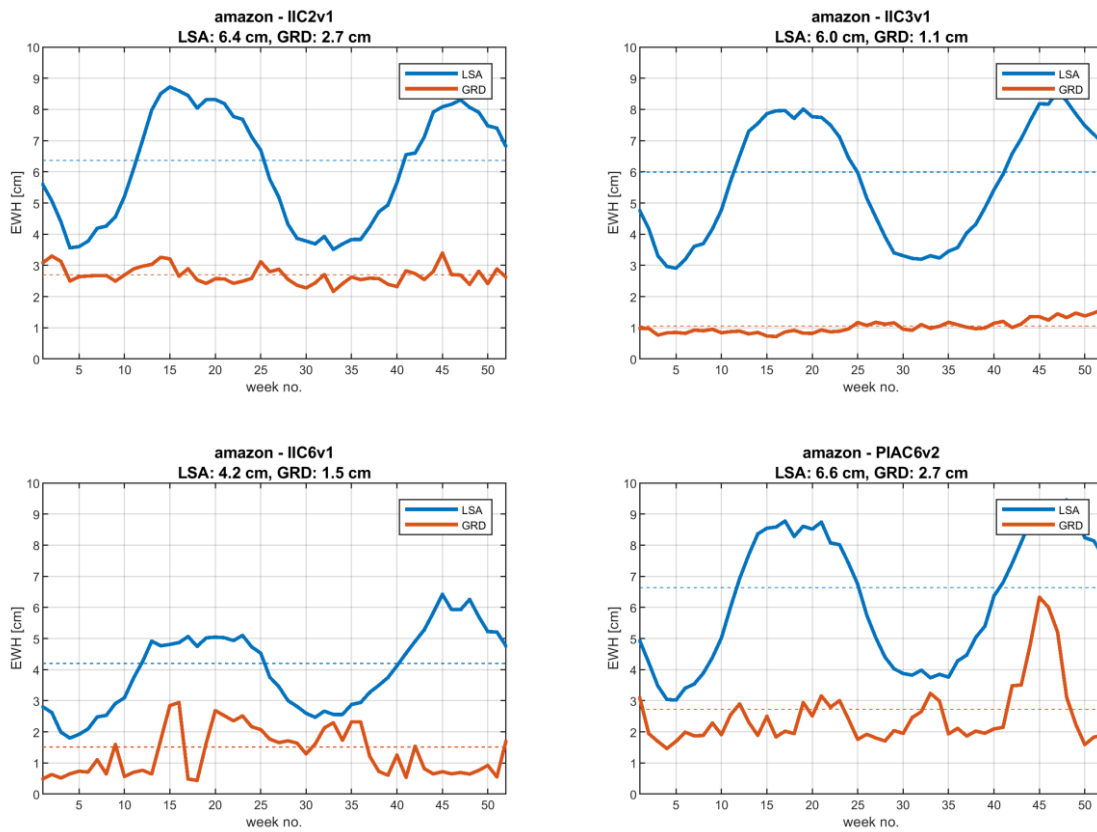 amazon - IIC2v1
LSA: 6.4 cm, GRD: 2.7 cm
10
9
8
7
6
5
4
3
2
1
0
EWH [cm]
LSA
GRD
5 10 15 20 25 30 35 40 45 50
week no.
amazon - IIC3v1
LSA: 6.0 cm, GRD: 1.1 cm
10
9
8
7
6
5
4
3
2
1
0
EWH [cm]
LSA
GRD
5 10 15 20 25 30 35 40 45 50
week no.
amazon - IIC6v1
LSA: 4.2 cm, GRD: 1.5 cm
10
9
8
7
6
5
4
3
2
1
0
EWH [cm]
LSA
GRD
5 10 15 20 25 30 35 40 45 50
week no.
amazon - PIAC6v2
LSA: 6.6 cm, GRD: 2.7 cm
10
9
8
7
6
5
4
3
2
1
0
EWH [cm]
LSA
GRD
5 10 15 20 25 30 35 40 45 50
week no.